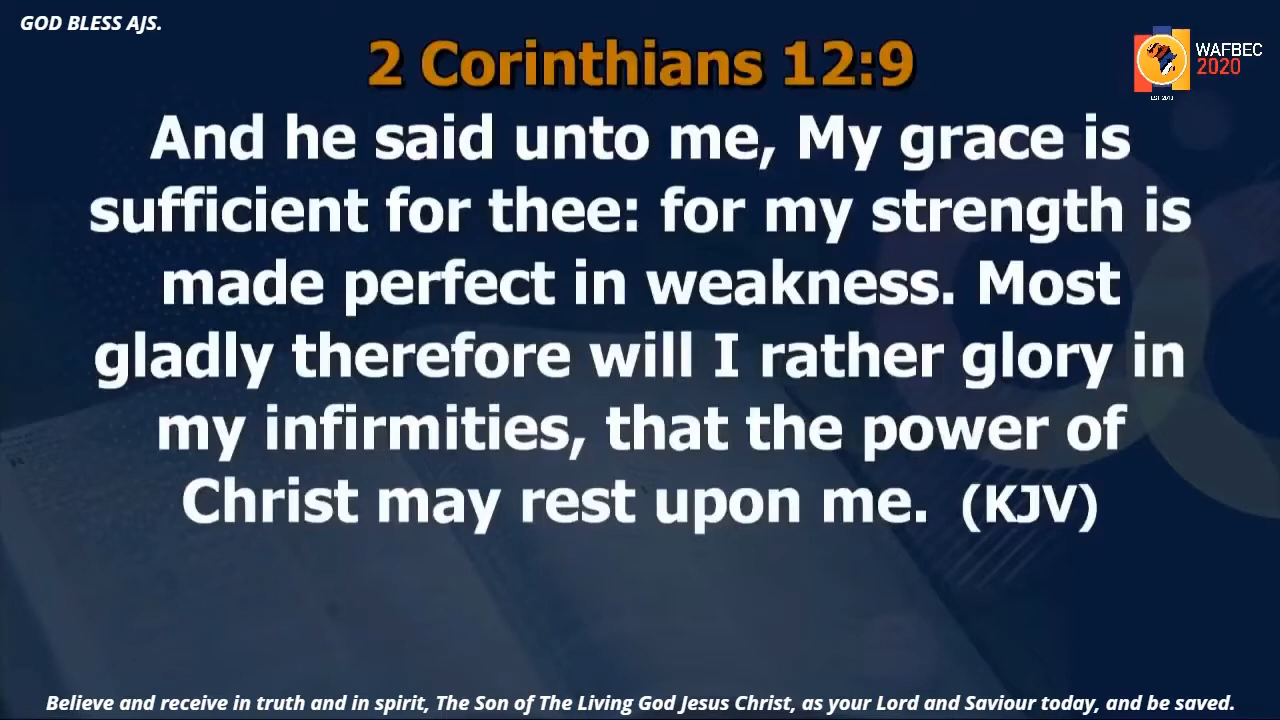 GOD BLESS AJS.
2 Corinthians 12:9
WAFBEC
2020
And he said unto me, My grace is
sufficient for thee: for my strength is
made perfect in weakness. Most
gladly therefore will I rather glory in
my infirmities, that the power of
Christ may rest upon me. (KJV)
Believe and receive in truth and in spirit, The Son of The Living God Jesus Christ, as your Lord and Saviour today, and be saved.